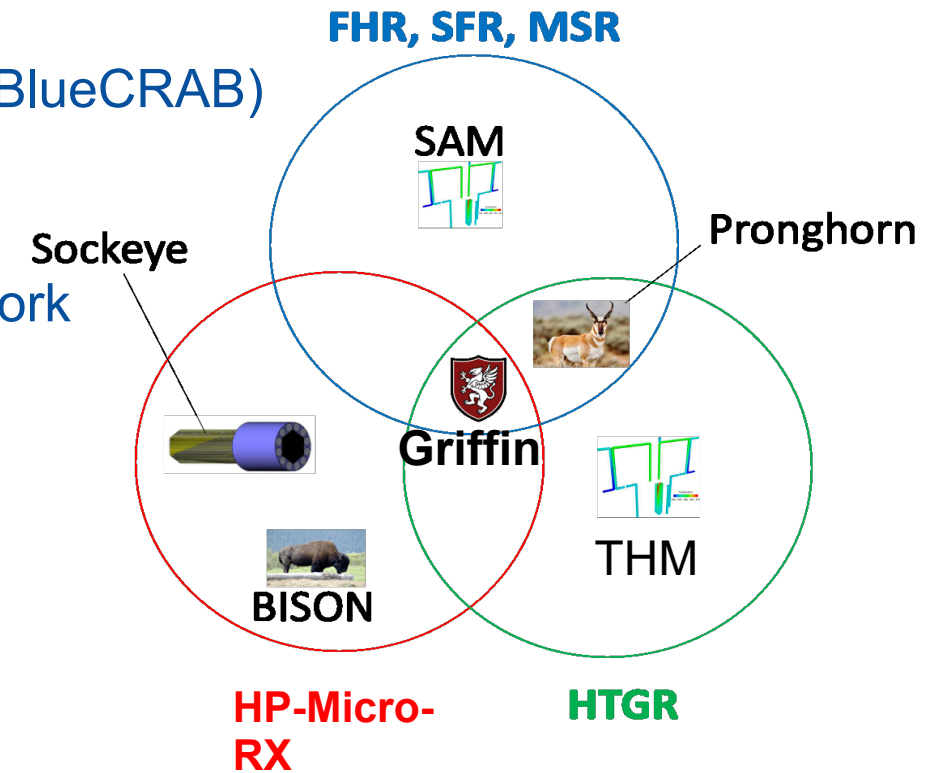 FHR, SFR, MSR
BlueCRAB)
SAM
Pronghorn
Sockeye
ork
Griffin
THM
BISON
HP-Micro-
RX
HTGR